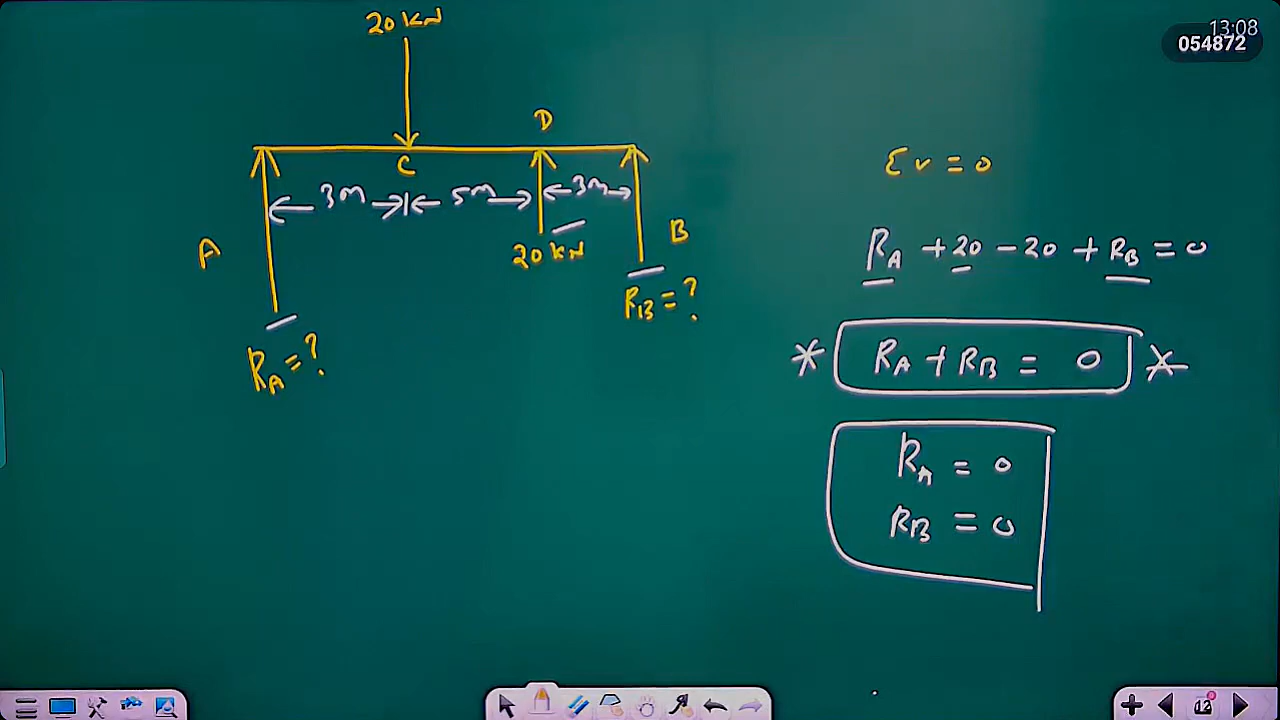 20 KN
13:08
054872
D
C
3m
5m
3m
A
B
20 KN
RB = ?
RA = ?
Σv = 0
RA + 20 - 20 + RB = 0
* RA + RB = 0 *
RA = 0
RB = 0
12